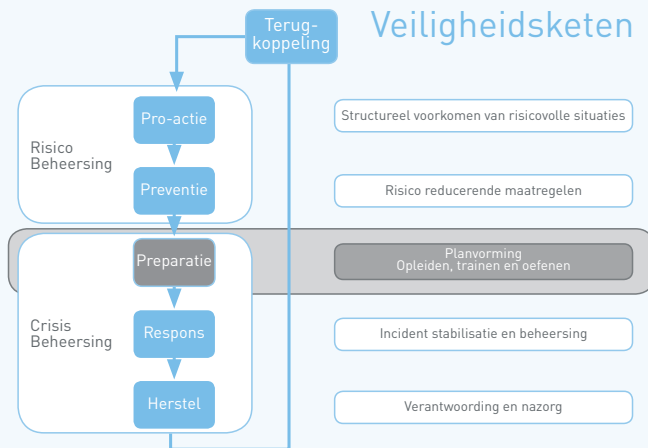 Veiligheidsketen
Terug-
koppeling
Risico
Beheersing
Pro-actie
Structureel voorkomen van risicovolle situaties
Preventie
Risico reducerende maatregelen
Preparatie
Planvorming
Opleiden, trainen en oefenen
Crisis
Beheersing
Respons
Incident stabilisatie en beheersing
Herstel
Verantwoording en nazorg